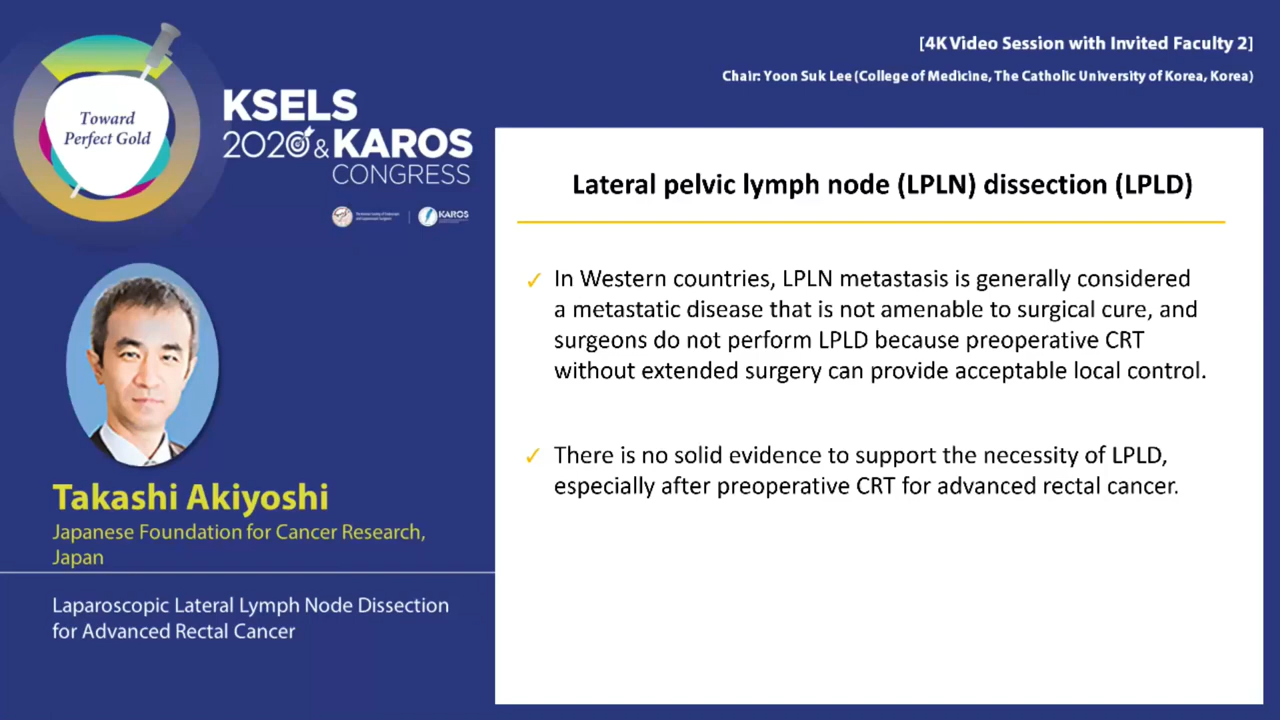 [4K Video Session with Invited Faculty 2]
Chair: Yoon Suk Lee (College of Medicine, The Catholic University of Korea, Korea)
Toward
Perfect Gold
KSELS
2020 & KAROS
CONGRESS
KAROS
Takashi Akiyoshi
Japanese Foundation for Cancer Research,
Japan
Laparoscopic Lateral Lymph Node Dissection
for Advanced Rectal Cancer
Lateral pelvic lymph node (LPLN) dissection (LPLD)
✓ In Western countries, LPLN metastasis is generally considered
a metastatic disease that is not amenable to surgical cure, and
surgeons do not perform LPLD because preoperative CRT
without extended surgery can provide acceptable local control.
✓ There is no solid evidence to support the necessity of LPLD,
especially after preoperative CRT for advanced rectal cancer.